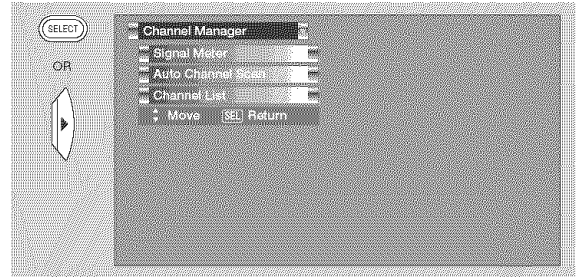 SELECT
OR
Channel Manager
Signal Meter
Auto Channel Scan
Channel List
Move SEL Return